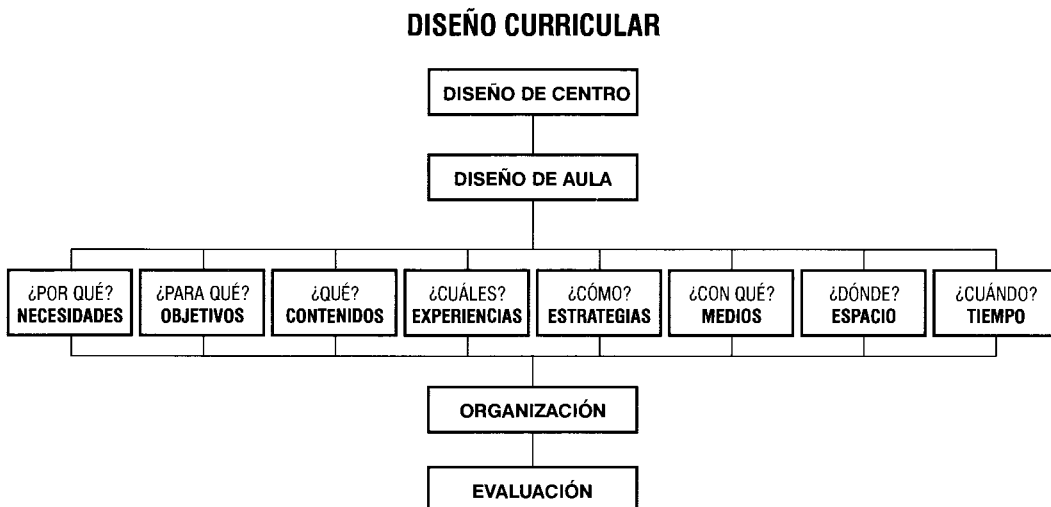 DISEÑO CURRICULAR
DISEÑO DE CENTRO
DISEÑO DE AULA
¿POR QUÉ?
NECESIDADES
¿PARA QUÉ?
OBJETIVOS
¿QUÉ?
CONTENIDOS
¿CUÁLES?
EXPERIENCIAS
¿CÓMO?
ESTRATEGIAS
¿CON QUÉ?
MEDIOS
¿DÓNDE?
ESPACIO
¿CUÁNDO?
TIEMPO
ORGANIZACIÓN
EVALUACIÓN